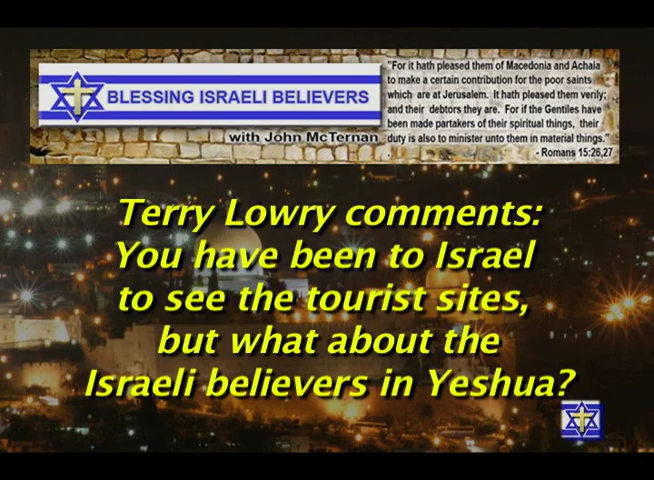 BLESSING ISRAELI BELIEVERS
with John McTernan
"For it hath pleased them of Macedonia and Achaia
to make a certain contribution for the poor saints
which are at Jerusalem. It hath pleased them verily;
and their debtors they are. For if the Gentiles have
been made partakers of their spiritual things, their
duty is also to minister unto them in material things."
- Romans 15:26,27
Terry Lowry comments:
You have been to Israel
to see the tourist sites,
but what about the
Israeli believers in Yeshua?